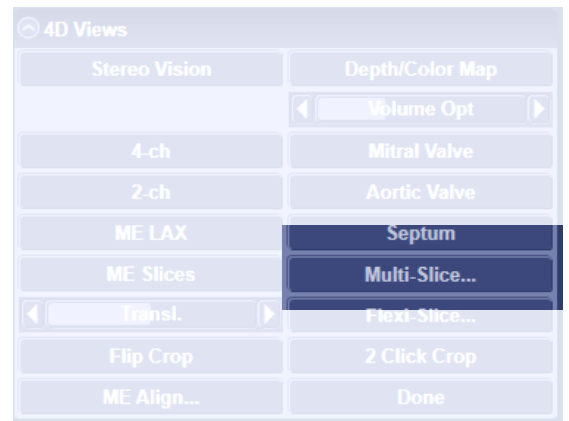 4D Views
Stereo Vision Depth/Color Map
Volume Opt
4-ch Mitral Valve
2-ch Aortic Valve
ME LAX Septum
ME Slices Multi-Slice...
Transl. Flexi-Slice...
Flip Crop 2 Click Crop
ME Align... Done